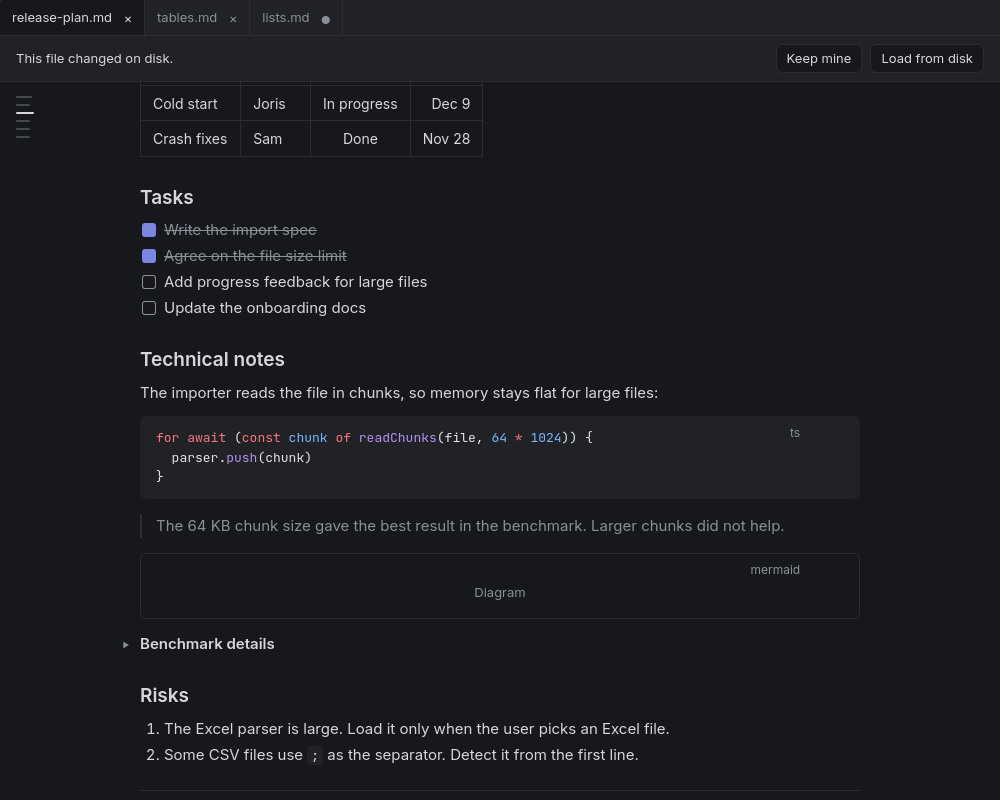 release-plan.md × tables.md × lists.md ●
This file changed on disk. Keep mine Load from disk
Cold start Joris In progress Dec 9
Crash fixes Sam Done Nov 28
Tasks
Write the import spec
Agree on the file size limit
Add progress feedback for large files
Update the onboarding docs
Technical notes
The importer reads the file in chunks, so memory stays flat for large files:
ts
for await (const chunk of readChunks(file, 64 * 1024)) {
  parser.push(chunk)
}
The 64 KB chunk size gave the best result in the benchmark. Larger chunks did not help.
mermaid
Diagram
Benchmark details
Risks
1. The Excel parser is large. Load it only when the user picks an Excel file.
2. Some CSV files use ; as the separator. Detect it from the first line.